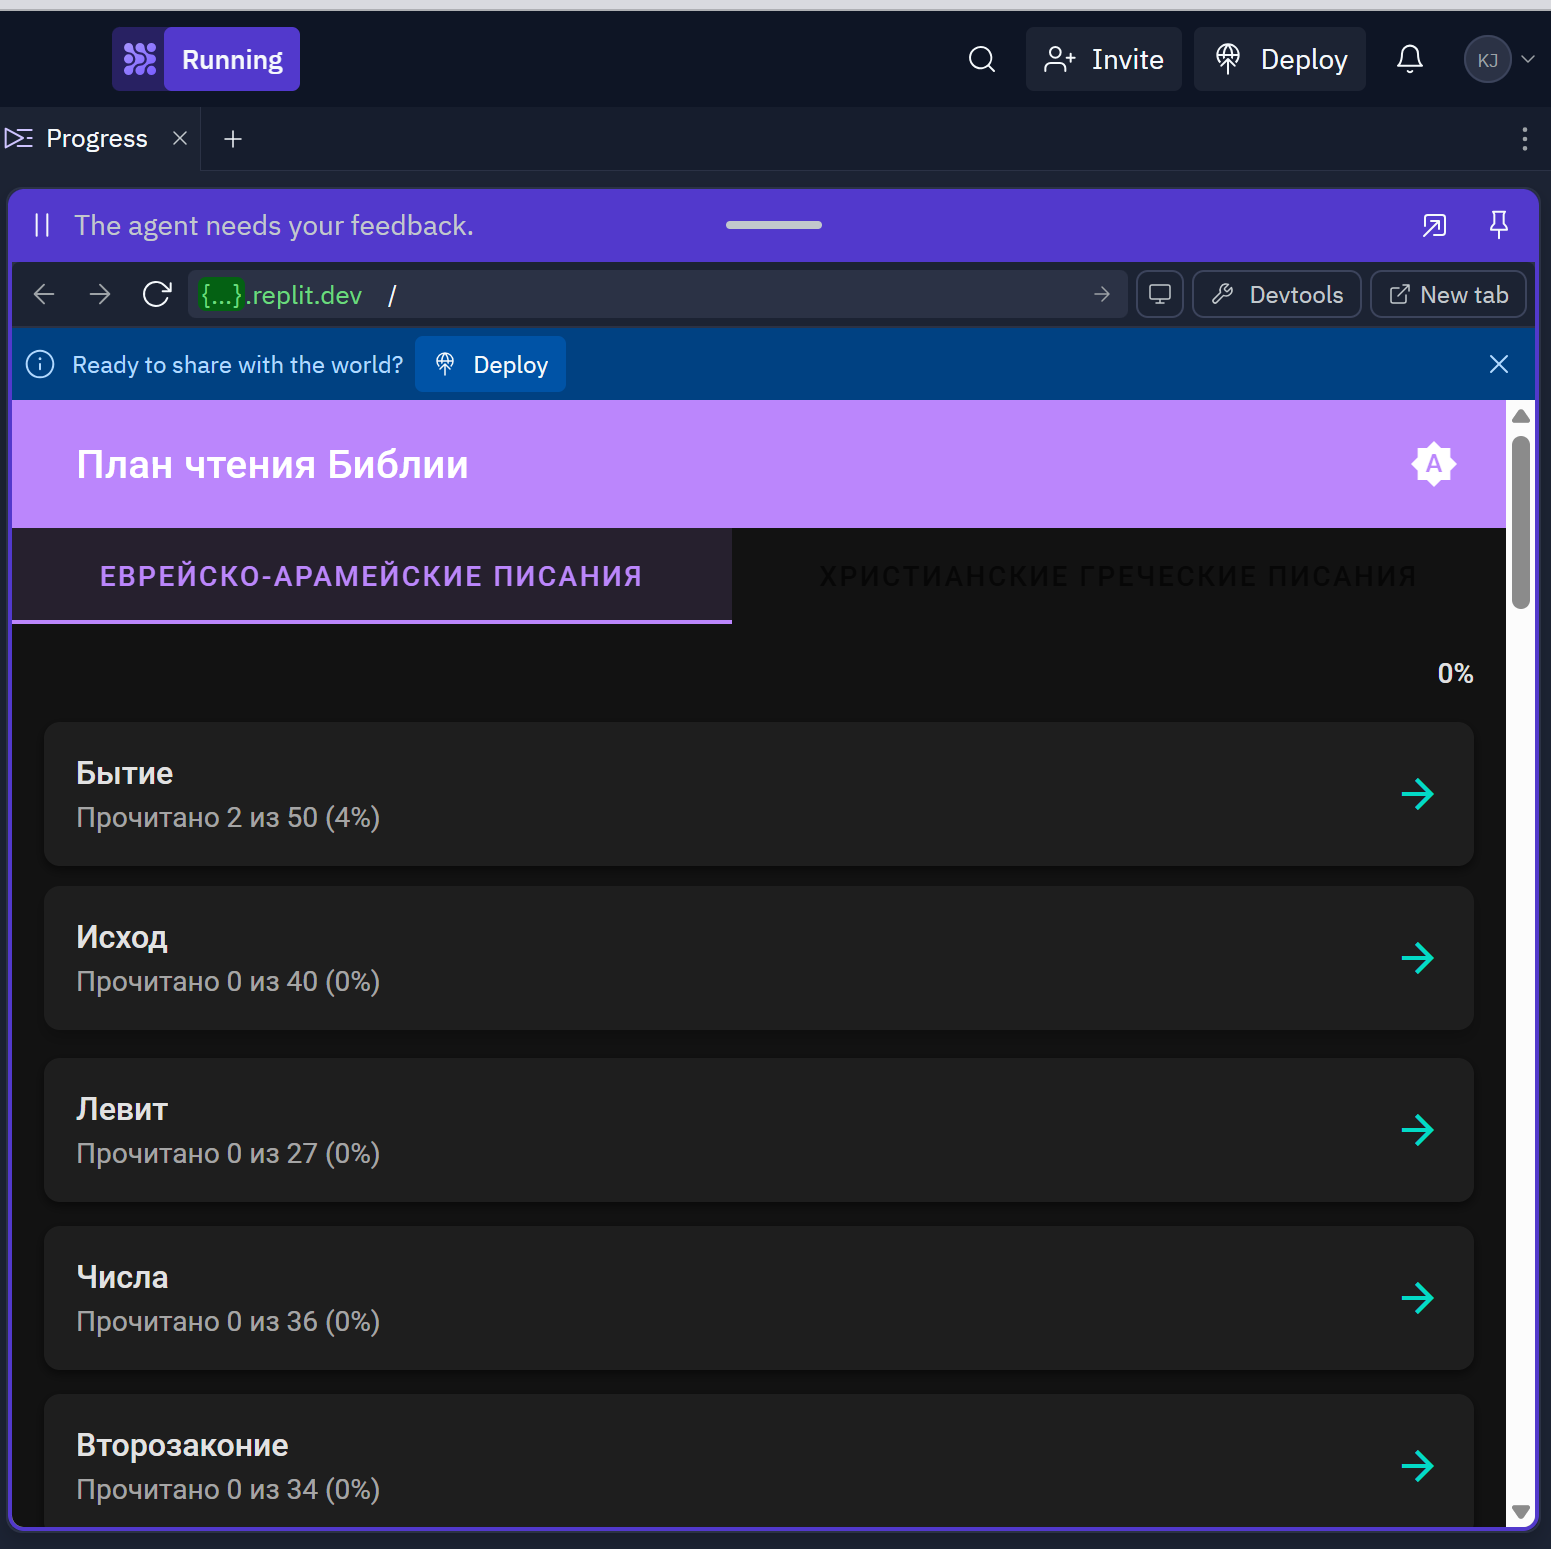 Running
Invite
Deploy
KJ
Progress
The agent needs your feedback.
{...}.replit.dev /
Devtools
New tab
Ready to share with the world?
Deploy
План чтения Библии
A
ЕВРЕЙСКО-АРАМЕЙСКИЕ ПИСАНИЯ
ХРИСТИАНСКИЕ ГРЕЧЕСКИЕ ПИСАНИЯ
0%
Бытие
Прочитано 2 из 50 (4%)
Исход
Прочитано 0 из 40 (0%)
Левит
Прочитано 0 из 27 (0%)
Числа
Прочитано 0 из 36 (0%)
Второзаконие
Прочитано 0 из 34 (0%)